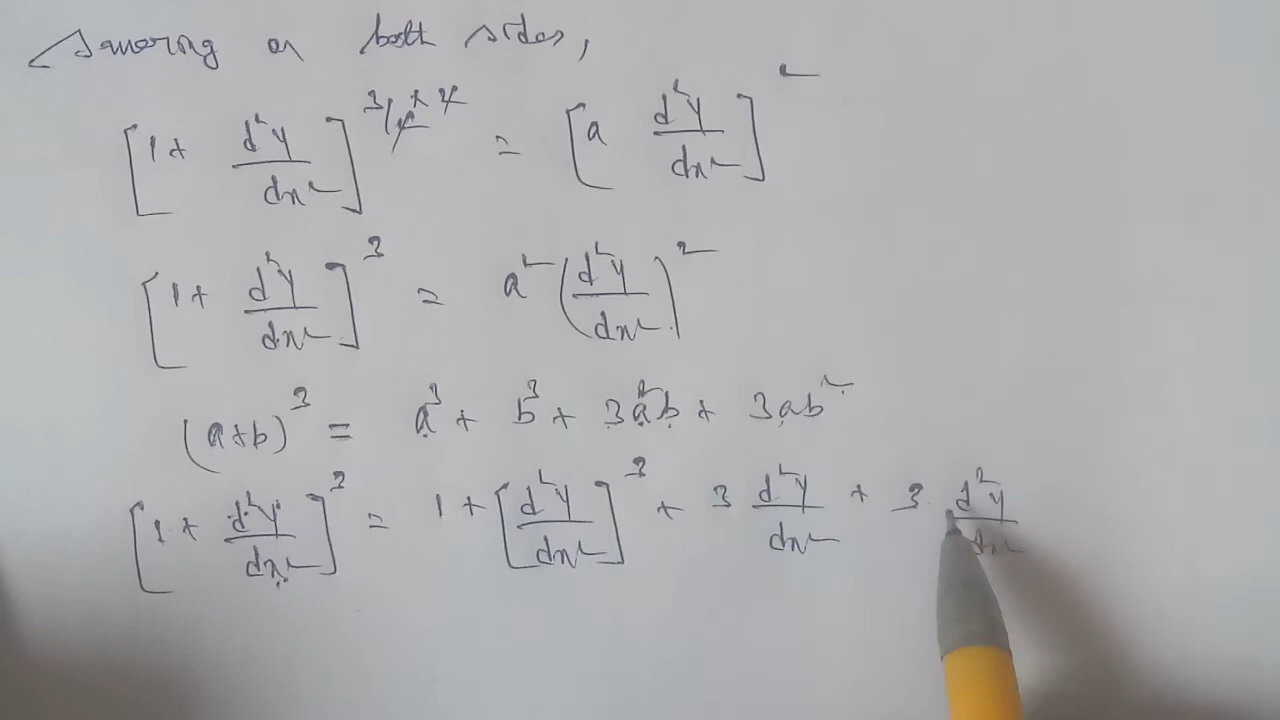 Squaring on both sides,
[1 + d²y/dx²]^(3/2 × 2) = [a d²y/dx²]²
[1 + d²y/dx²]³ = a² (d²y/dx²)²
(a+b)³ = a³ + b³ + 3a²b + 3ab²
[1 + d²y/dx²]³ = 1 + [d²y/dx²]³ + 3 d²y/dx² + 3 d²y/dx²